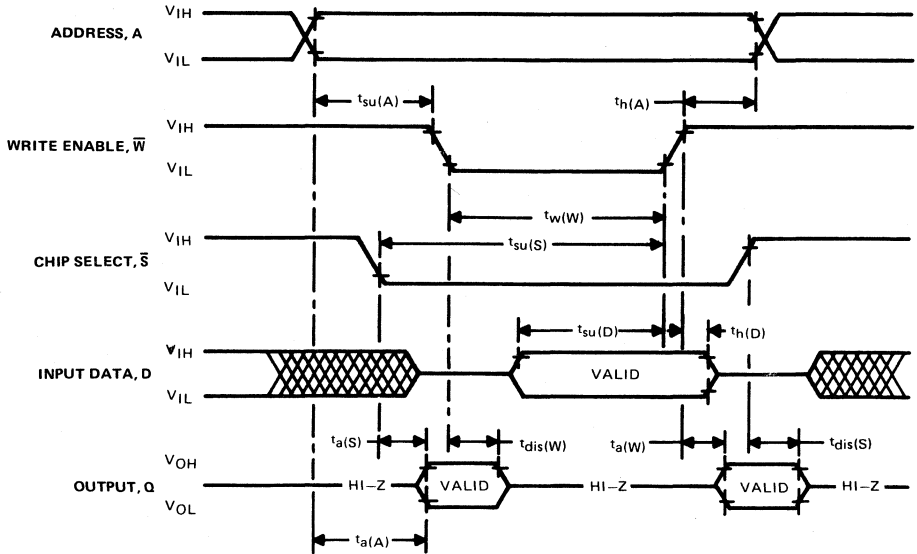 VIH
ADDRESS, A
VIL
tsu(A)
th(A)
VIH
WRITE ENABLE, W̅
VIL
tw(W)
VIH
tsu(S)
CHIP SELECT, S̅
VIL
tsu(D)
th(D)
VIH
INPUT DATA, D
VALID
VIL
ta(S)
tdis(W)
ta(W)
tdis(S)
VOH
OUTPUT, Q
HI–Z
VALID
HI–Z
VALID
HI–Z
VOL
ta(A)